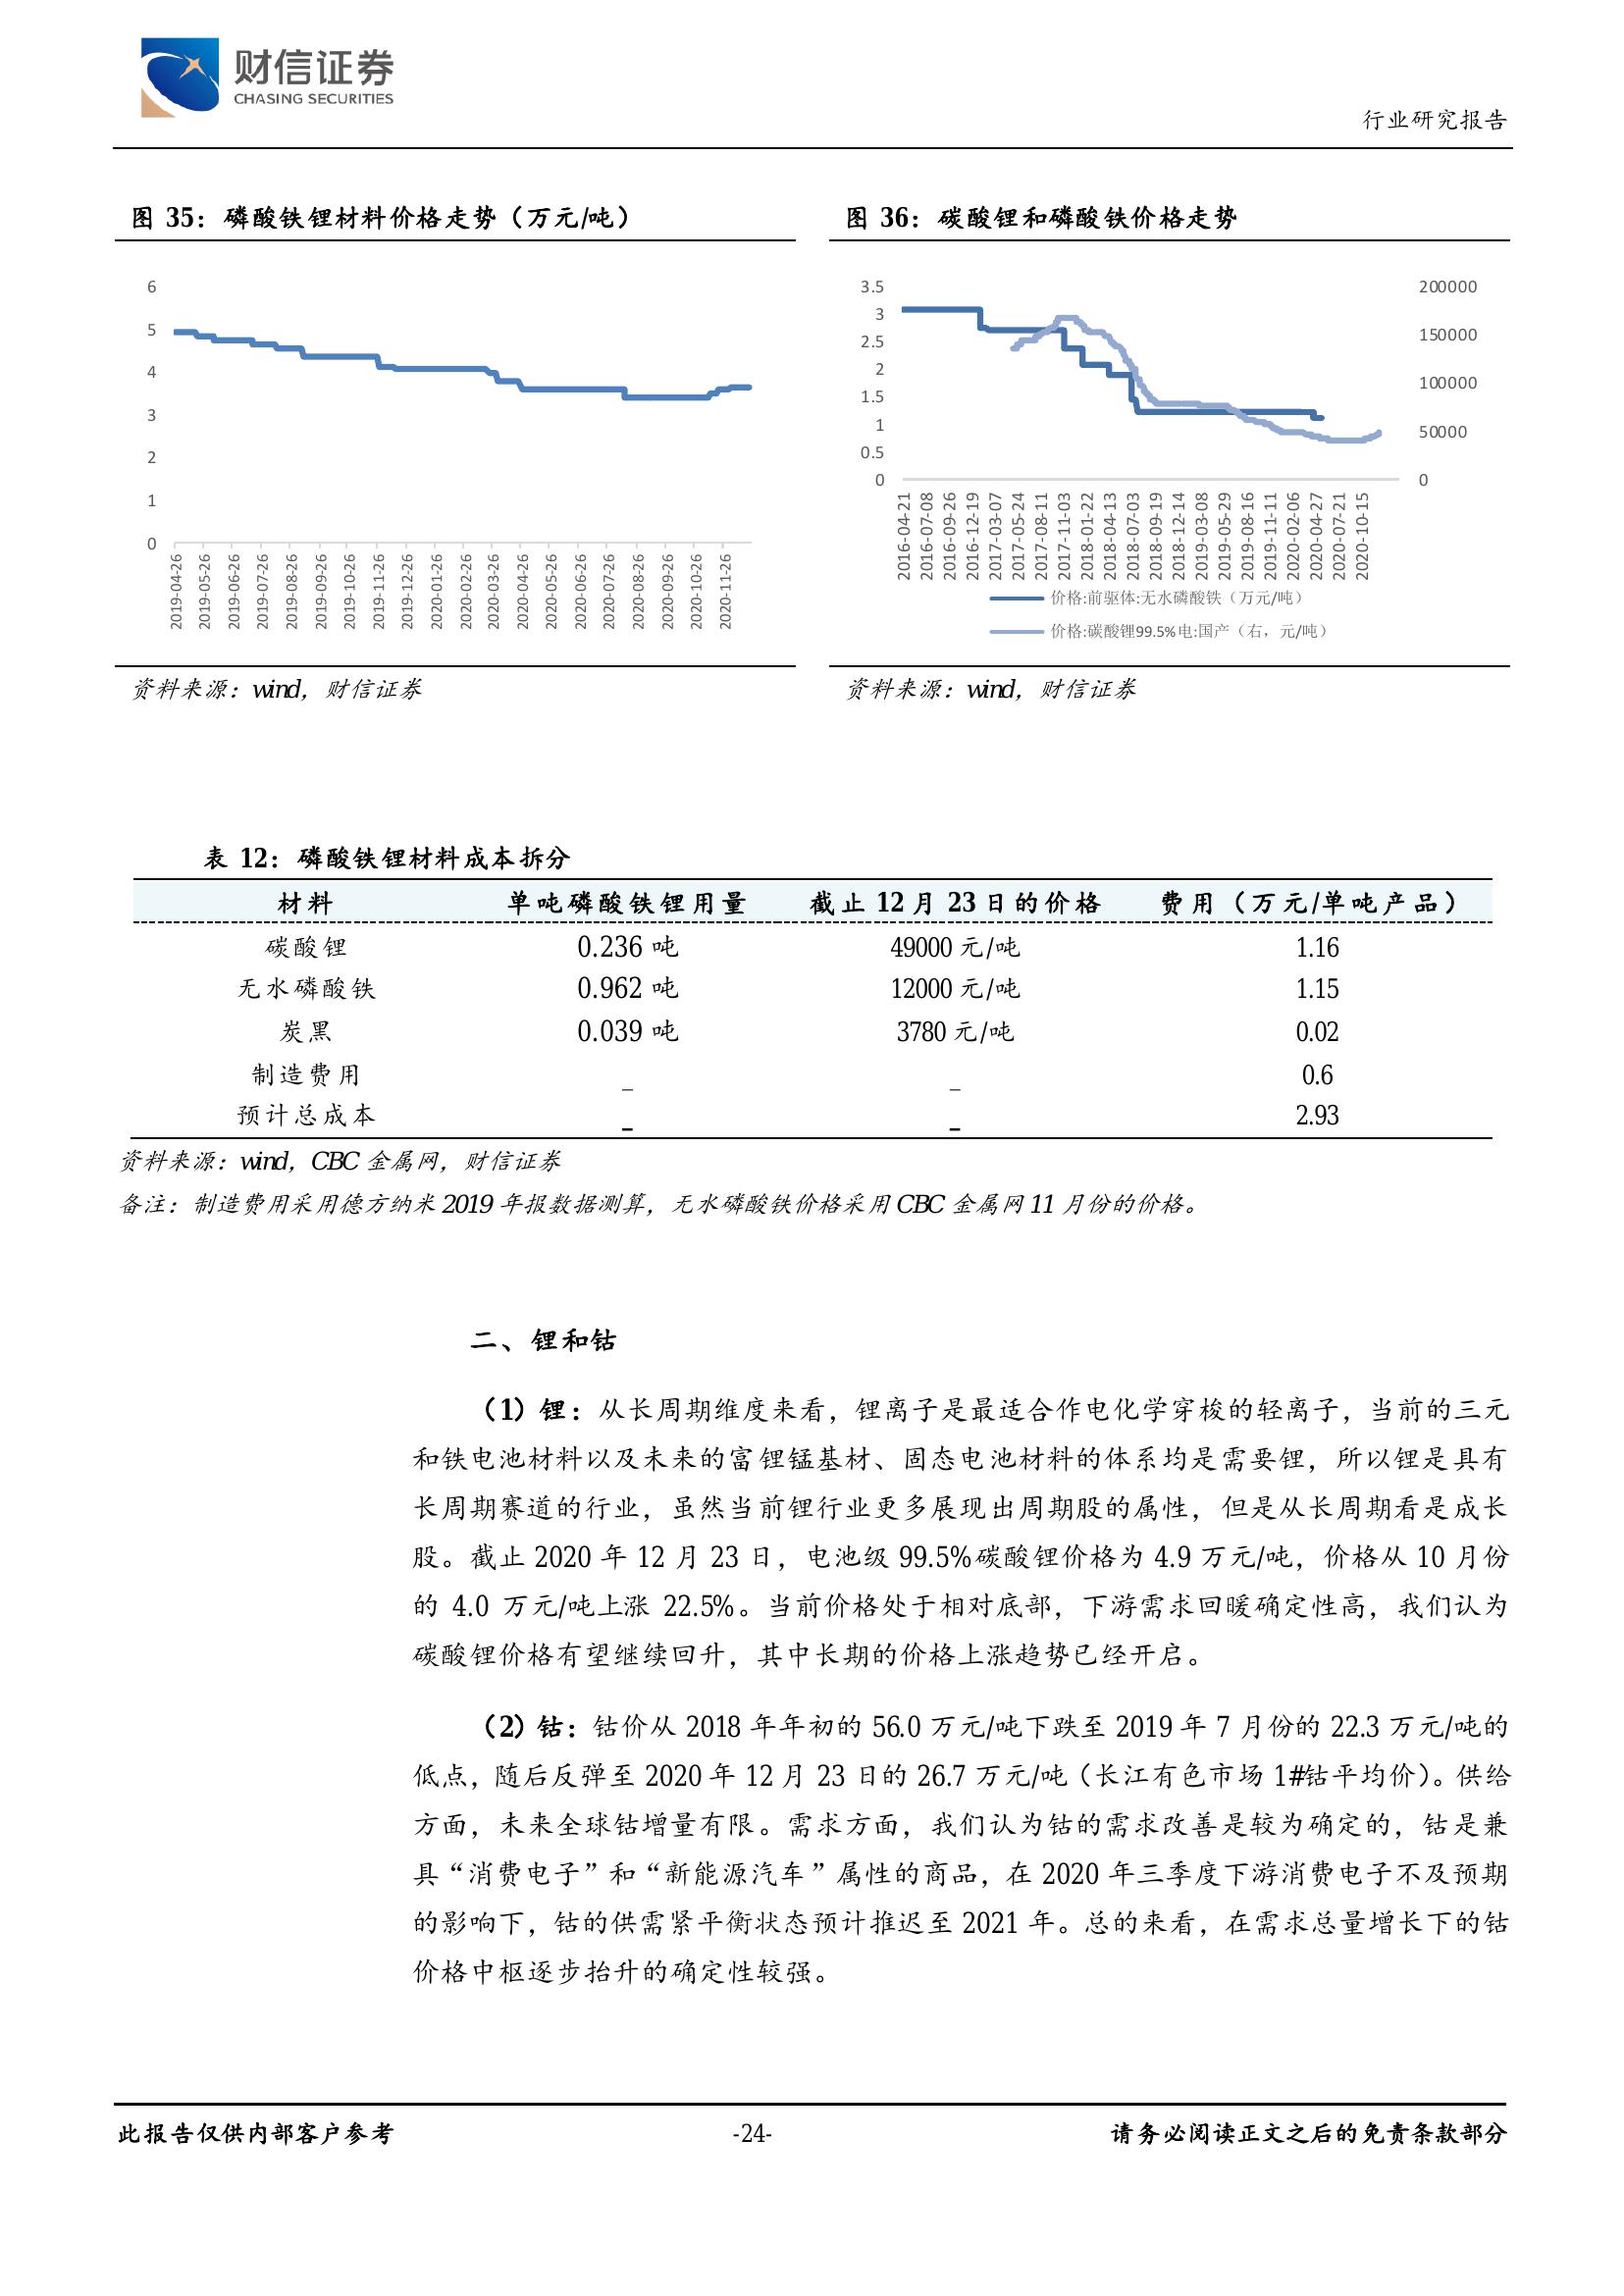 财信证券
CHASING SECURITIES
行业研究报告
图 35：磷酸铁锂材料价格走势（万元/吨）
6
5
4
3
2
1
0
2019-04-26
2019-05-26
2019-06-26
2019-07-26
2019-08-26
2019-09-26
2019-10-26
2019-11-26
2019-12-26
2020-01-26
2020-02-26
2020-03-26
2020-04-26
2020-05-26
2020-06-26
2020-07-26
2020-08-26
2020-09-26
2020-10-26
2020-11-26
资料来源：wind，财信证券
图 36：碳酸锂和磷酸铁价格走势
3.5
3
2.5
2
1.5
1
0.5
0
200000
150000
100000
50000
0
2016-04-21
2016-07-08
2016-09-26
2016-12-19
2017-03-07
2017-05-24
2017-08-11
2017-11-03
2018-01-22
2018-04-13
2018-07-03
2018-09-19
2018-12-14
2019-03-08
2019-05-29
2019-08-16
2019-11-11
2020-02-06
2020-04-27
2020-07-21
2020-10-15
价格:前驱体:无水磷酸铁（万元/吨）
价格:碳酸锂99.5%电:国产（右，元/吨）
资料来源：wind，财信证券
表 12：磷酸铁锂材料成本拆分
材料 单吨磷酸铁锂用量 截止 12 月 23 日的价格 费用（万元/单吨产品）
碳酸锂 0.236 吨 49000 元/吨 1.16
无水磷酸铁 0.962 吨 12000 元/吨 1.15
炭黑 0.039 吨 3780 元/吨 0.02
制造费用 _ _ 0.6
预计总成本 _ _ 2.93
资料来源：wind，CBC 金属网，财信证券
备注：制造费用采用德方纳米 2019 年报数据测算，无水磷酸铁价格采用 CBC 金属网 11 月份的价格。
二、锂和钴
（1）锂：从长周期维度来看，锂离子是最适合作电化学穿梭的轻离子，当前的三元
和铁电池材料以及未来的富锂锰基材、固态电池材料的体系均是需要锂，所以锂是具有
长周期赛道的行业，虽然当前锂行业更多展现出周期股的属性，但是从长周期看是成长
股。截止 2020 年 12 月 23 日，电池级 99.5%碳酸锂价格为 4.9 万元/吨，价格从 10 月份
的 4.0 万元/吨上涨 22.5%。当前价格处于相对底部，下游需求回暖确定性高，我们认为
碳酸锂价格有望继续回升，其中长期的价格上涨趋势已经开启。
（2）钴：钴价从 2018 年年初的 56.0 万元/吨下跌至 2019 年 7 月份的 22.3 万元/吨的
低点，随后反弹至 2020 年 12 月 23 日的 26.7 万元/吨（长江有色市场 1#钴平均价）。供给
方面，未来全球钴增量有限。需求方面，我们认为钴的需求改善是较为确定的，钴是兼
具“消费电子”和“新能源汽车”属性的商品，在 2020 年三季度下游消费电子不及预期
的影响下，钴的供需紧平衡状态预计推迟至 2021 年。总的来看，在需求总量增长下的钴
价格中枢逐步抬升的确定性较强。
此报告仅供内部客户参考 -24- 请务必阅读正文之后的免责条款部分